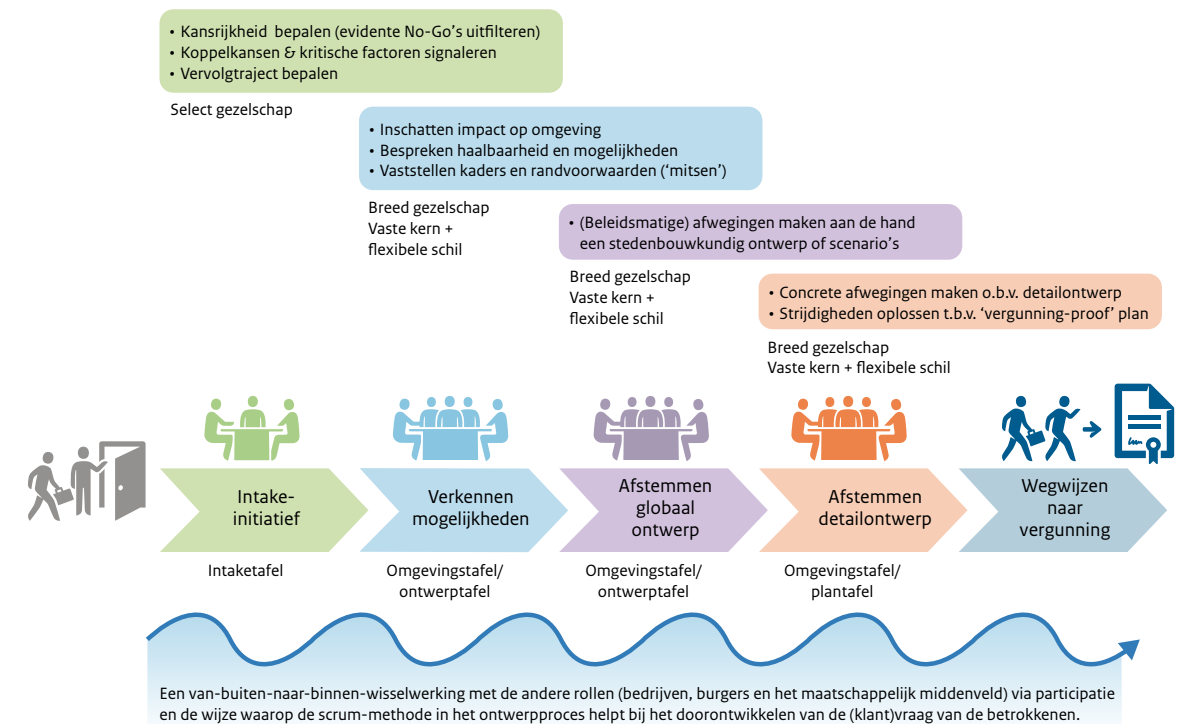 • Kansrijkheid bepalen (evidente No-Go's uitfilteren)
• Koppelkansen & kritische factoren signaleren
• Vervolgtraject bepalen
Select gezelschap
• Inschatten impact op omgeving
• Bespreken haalbaarheid en mogelijkheden
• Vaststellen kaders en randvoorwaarden (‘mitsen’)
Breed gezelschap
Vaste kern +
flexibele schil
• (Beleidsmatige) afwegingen maken aan de hand
een stedenbouwkundig ontwerp of scenario's
Breed gezelschap
Vaste kern +
flexibele schil
• Concrete afwegingen maken o.b.v. detailontwerp
• Strijdigheden oplossen t.b.v. ‘vergunning-proof’ plan
Breed gezelschap
Vaste kern + flexibele schil
Intake-
initiatief
Verkennen
mogelijkheden
Afstemmen
globaal
ontwerp
Afstemmen
detailontwerp
Wegwijzen
naar
vergunning
Intaketafel
Omgevingstafel/
ontwerptafel
Omgevingstafel/
ontwerptafel
Omgevingstafel/
plantafel
Een van-buiten-naar-binnen-wisselwerking met de andere rollen (bedrijven, burgers en het maatschappelijk middenveld) via participatie
en de wijze waarop de scrum-methode in het ontwerpproces helpt bij het doorontwikkelen van de (klant)vraag van de betrokkenen.